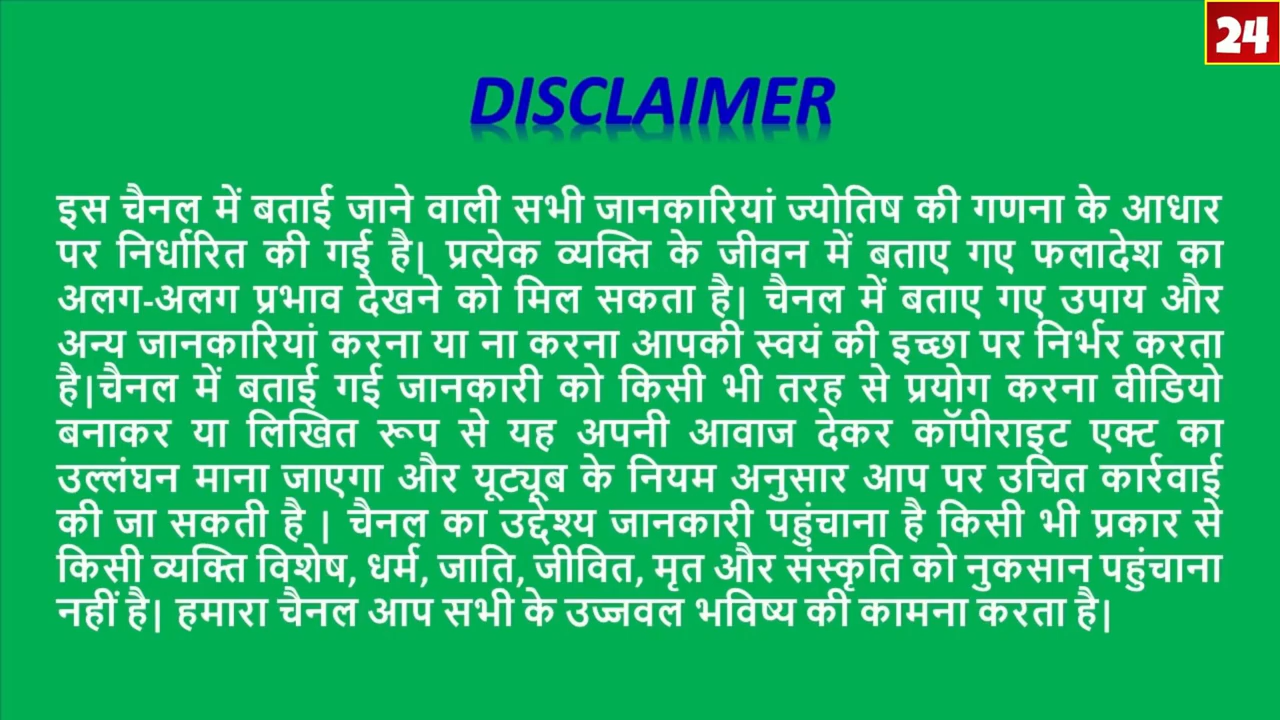 24
DISCLAIMER
इस चैनल में बताई जाने वाली सभी जानकारियां ज्योतिष की गणना के आधार
पर निर्धारित की गई है| प्रत्येक व्यक्ति के जीवन में बताए गए फलादेश का
अलग-अलग प्रभाव देखने को मिल सकता है| चैनल में बताए गए उपाय और
अन्य जानकारियां करना या ना करना आपकी स्वयं की इच्छा पर निर्भर करता
है|चैनल में बताई गई जानकारी को किसी भी तरह से प्रयोग करना वीडियो
बनाकर या लिखित रूप से यह अपनी आवाज देकर कॉपीराइट एक्ट का
उल्लंघन माना जाएगा और यूट्यूब के नियम अनुसार आप पर उचित कार्रवाई
की जा सकती है | चैनल का उद्देश्य जानकारी पहुंचाना है किसी भी प्रकार से
किसी व्यक्ति विशेष, धर्म, जाति, जीवित, मृत और संस्कृति को नुकसान पहुंचाना
नहीं है| हमारा चैनल आप सभी के उज्जवल भविष्य की कामना करता है|